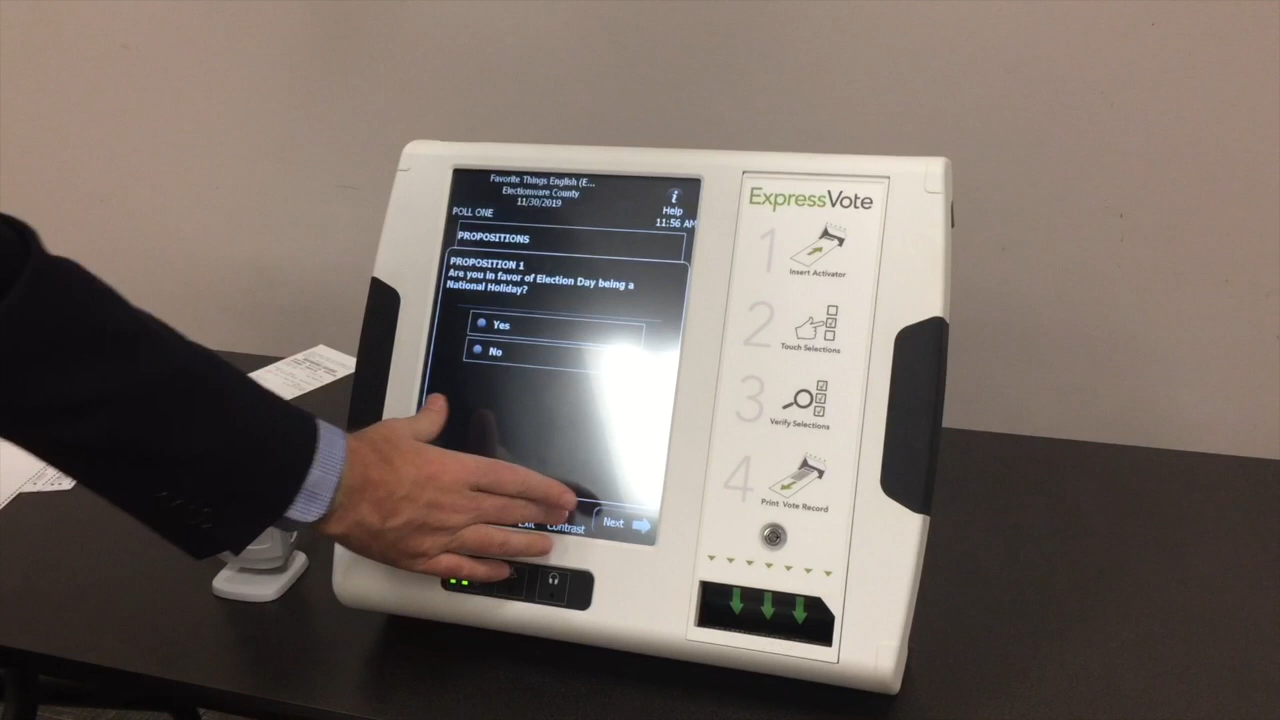 Favorite Things English (E...
Electionware County
11/30/2019
Help
11:56 AM
POLL ONE
PROPOSITIONS
PROPOSITION 1
Are you in favor of Election Day being a
National Holiday?
Yes
No
Exit
Contrast
Next
ExpressVote
1
Insert Activator
2
Touch Selections
3
Verify Selections
4
Print Vote Record